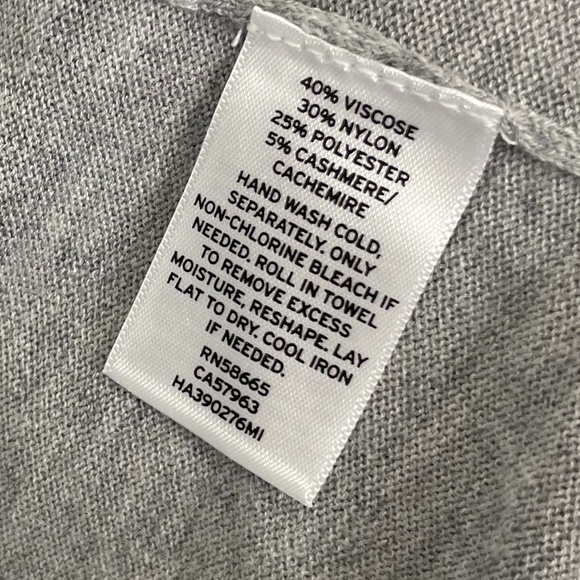 40% VISCOSE
30% NYLON
25% POLYESTER
5% CASHMERE/
CACHEMIRE
HAND WASH COLD,
SEPARATELY. ONLY
NON-CHLORINE BLEACH IF
NEEDED. ROLL IN TOWEL
TO REMOVE EXCESS
MOISTURE, RESHAPE. LAY
FLAT TO DRY. COOL IRON
IF NEEDED.
RN58665
CA57963
HA390276MI